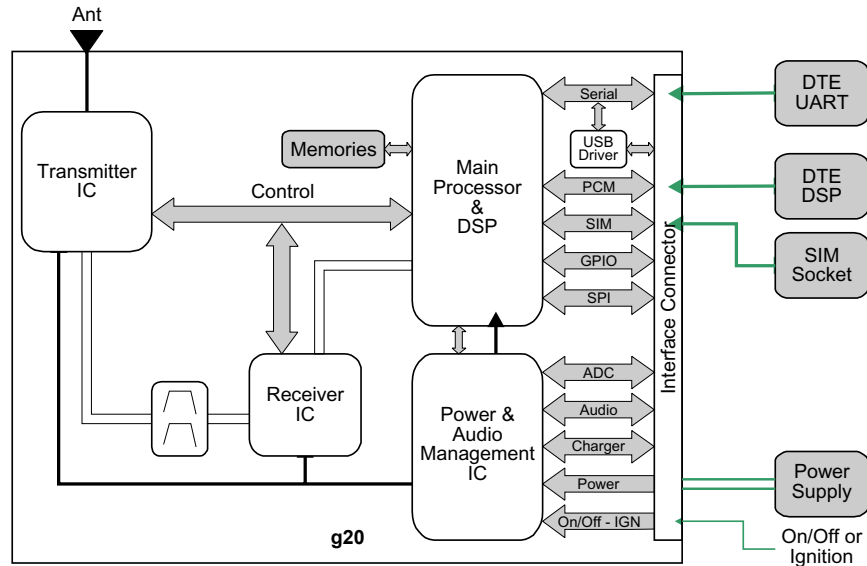 Ant
Transmitter
IC
Memories
Control
Main
Processor
&
DSP
Serial
USB
Driver
PCM
SIM
GPIO
SPI
Interface Connector
DTE
UART
DTE
DSP
SIM
Socket
Receiver
IC
Power &
Audio
Management
IC
ADC
Audio
Charger
Power
On/Off - IGN
Power
Supply
On/Off or
Ignition
g20